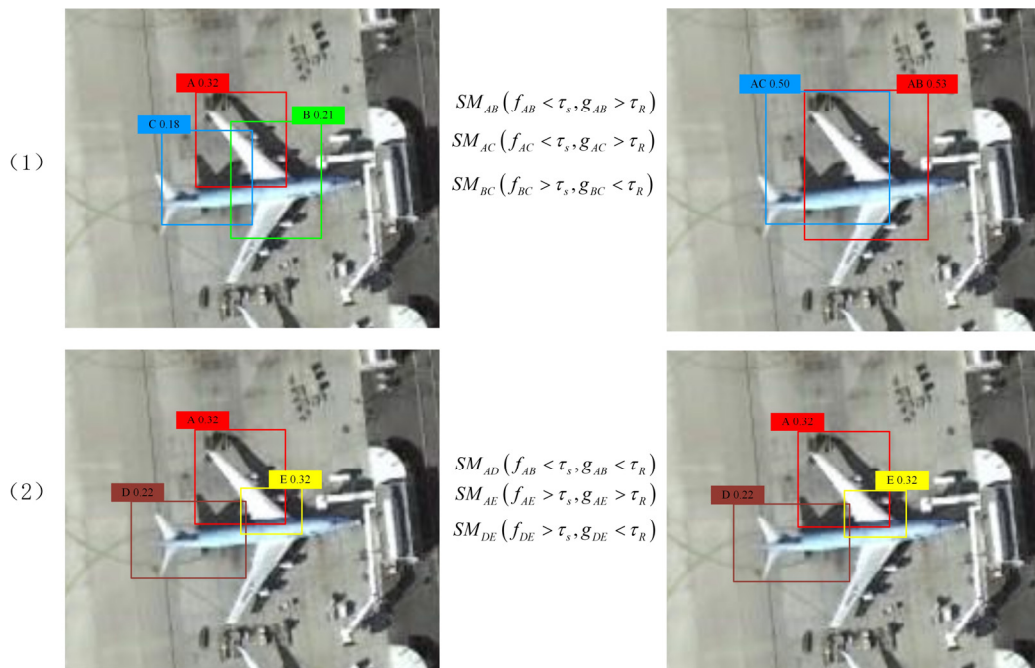 A 0.32
B 0.21
C 0.18
(1)
SM_AB(f_AB<τ_s, g_AB>τ_R)
SM_AC(f_AC<τ_s, g_AC>τ_R)
SM_BC(f_BC>τ_s, g_BC<τ_R)
AC 0.50
AB 0.53
A 0.32
E 0.32
D 0.22
(2)
SM_AD(f_AB<τ_s, g_AB<τ_R)
SM_AE(f_AE>τ_s, g_AE>τ_R)
SM_DE(f_DE>τ_s, g_DE<τ_R)
A 0.32
E 0.32
D 0.22